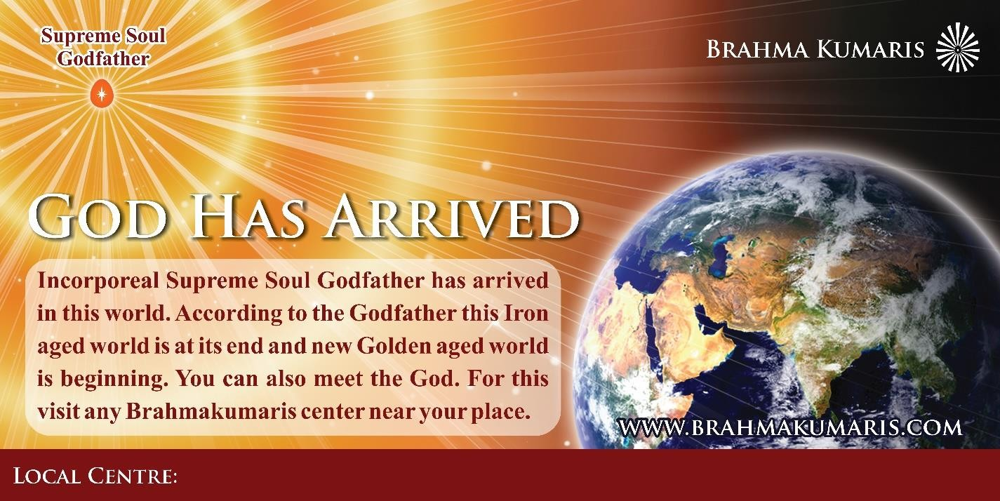 Supreme Soul
Godfather
BRAHMA KUMARIS
GOD HAS ARRIVED
Incorporeal Supreme Soul Godfather has arrived
in this world. According to the Godfather this Iron
aged world is at its end and new Golden aged world
is beginning. You can also meet the God. For this
visit any Brahmakumaris center near your place.
WWW.BRAHMAKUMARIS.COM
LOCAL CENTRE: